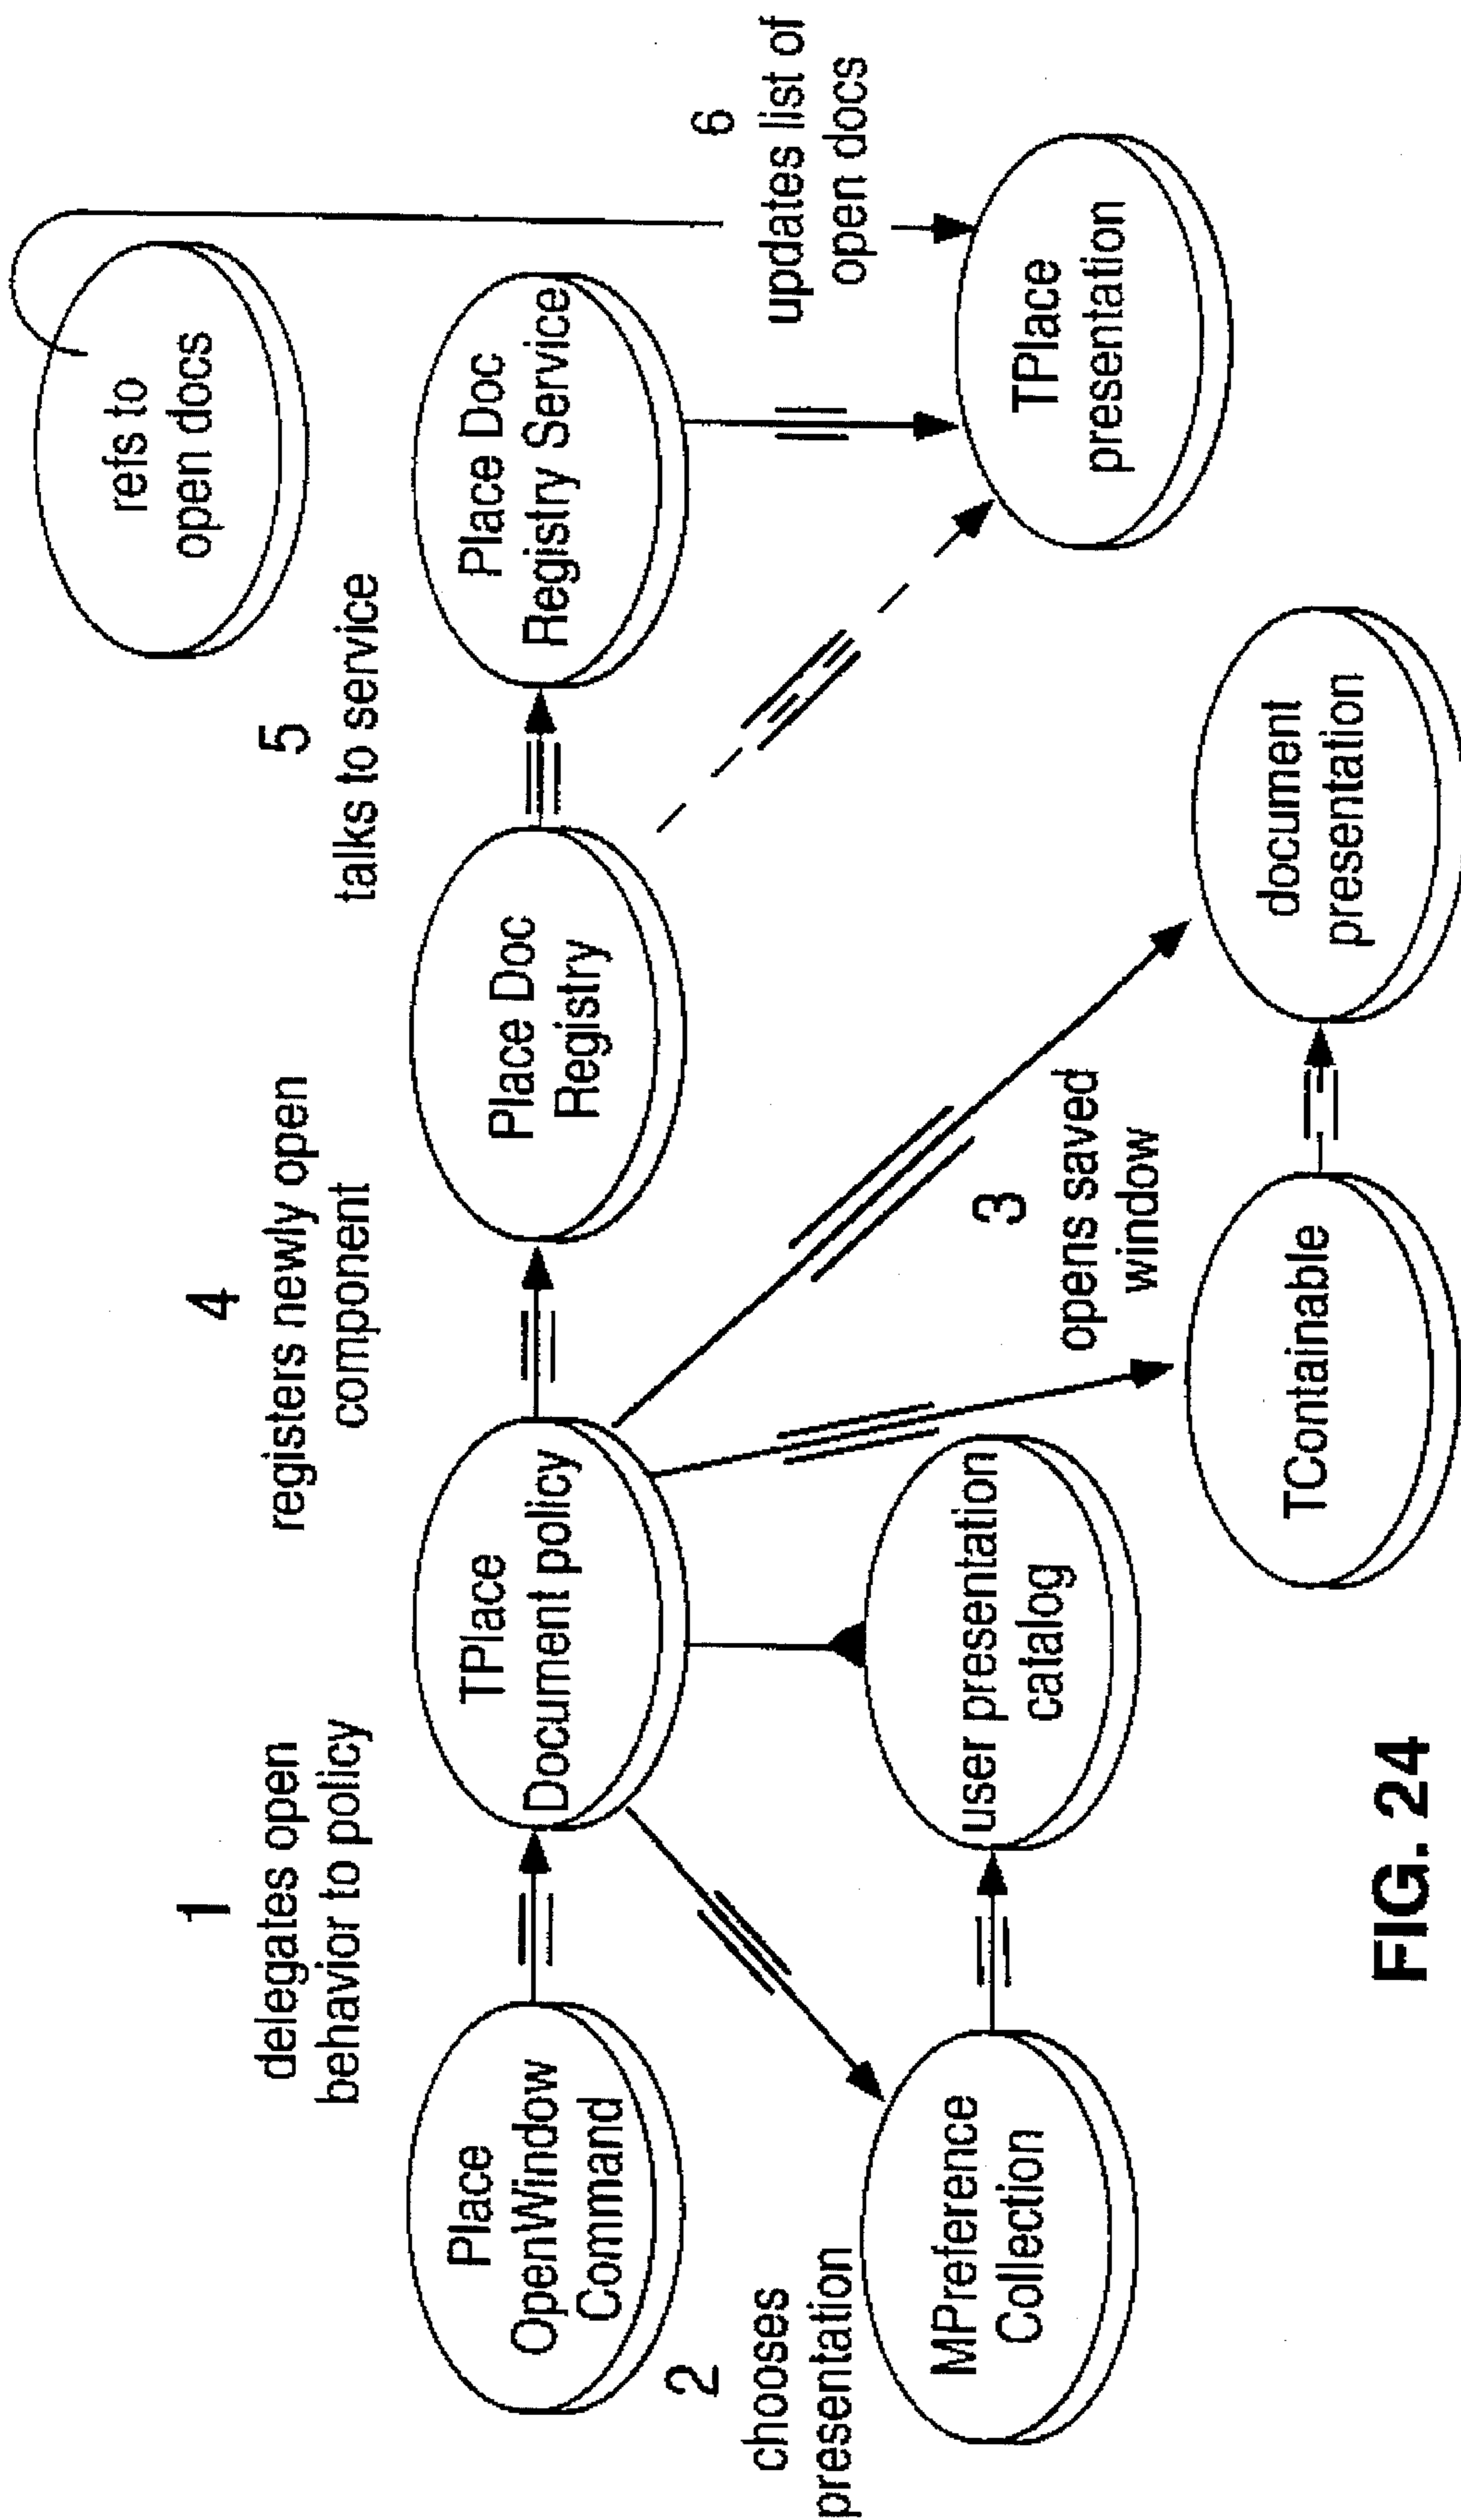 1
delegates open
behavior to policy
4
registers newly open
component
5
talks to service
refs to
open docs
Place
OpenWindow
Command
TPlace
Document policy
Place Doc
Registry
Place Doc
Registry Service
6
updates list of
open docs
2
chooses
presentation
MPreference
Collection
user presentation
catalog
3
opens saved
window
TPlace
presentation
TContainable
document
presentation
FIG. 24